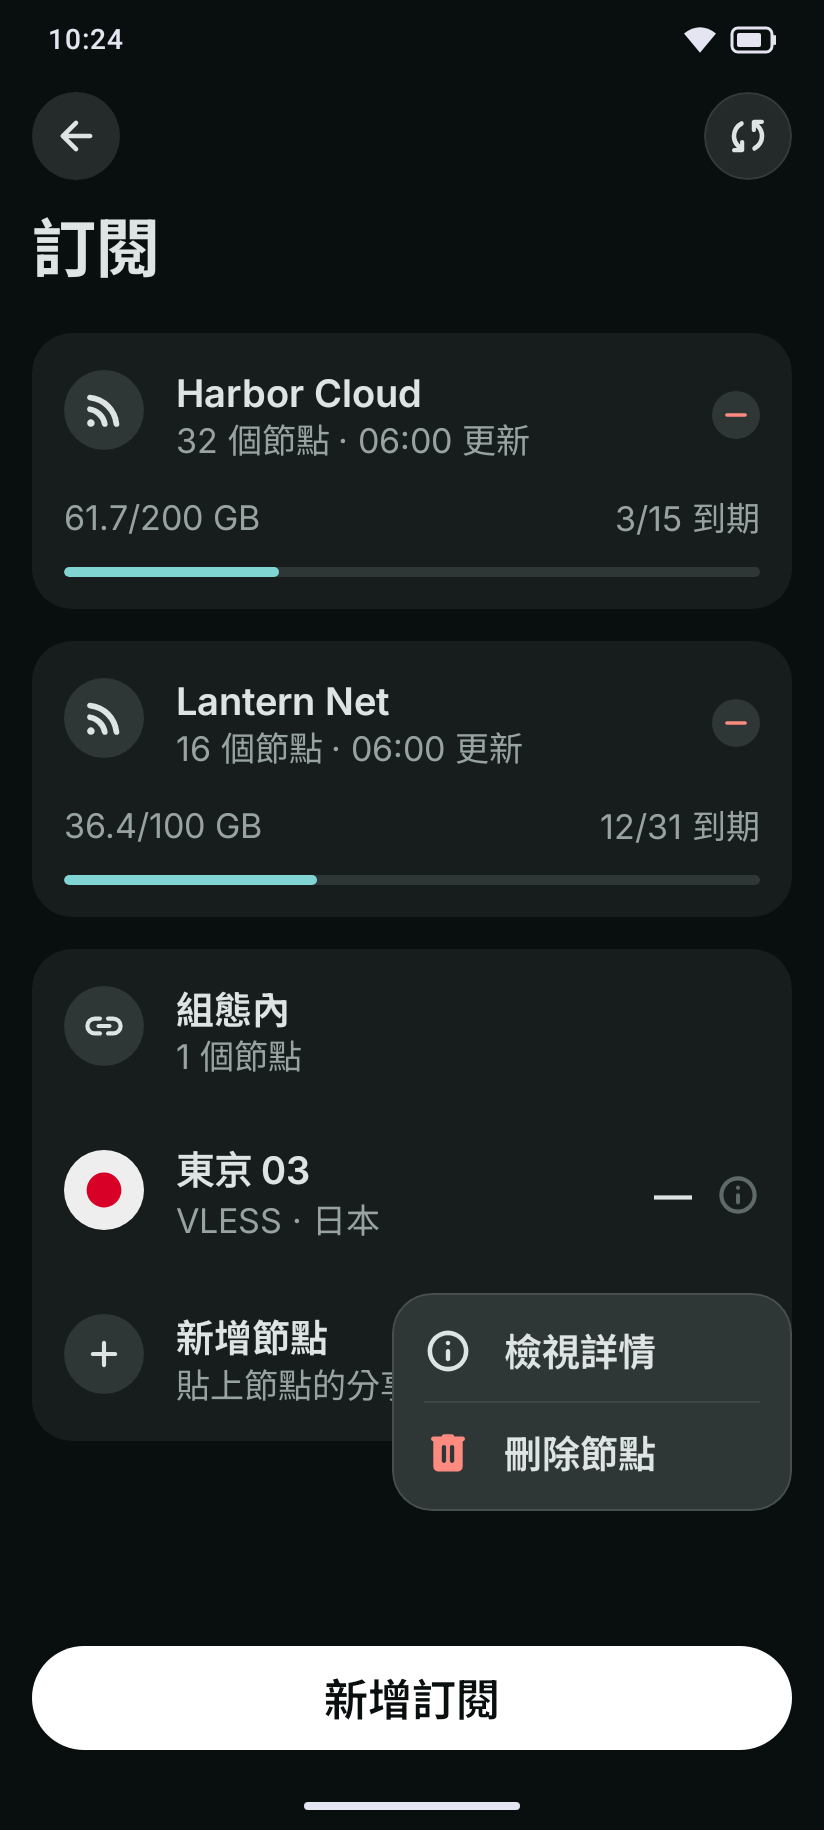 10:24
訂閱
Harbor Cloud
32 個節點 · 06:00 更新
61.7/200 GB
3/15 到期
Lantern Net
16 個節點 · 06:00 更新
36.4/100 GB
12/31 到期
組態內
1 個節點
東京 03
VLESS · 日本
—
新增節點
貼上節點的分
檢視詳情
刪除節點
新增訂閱